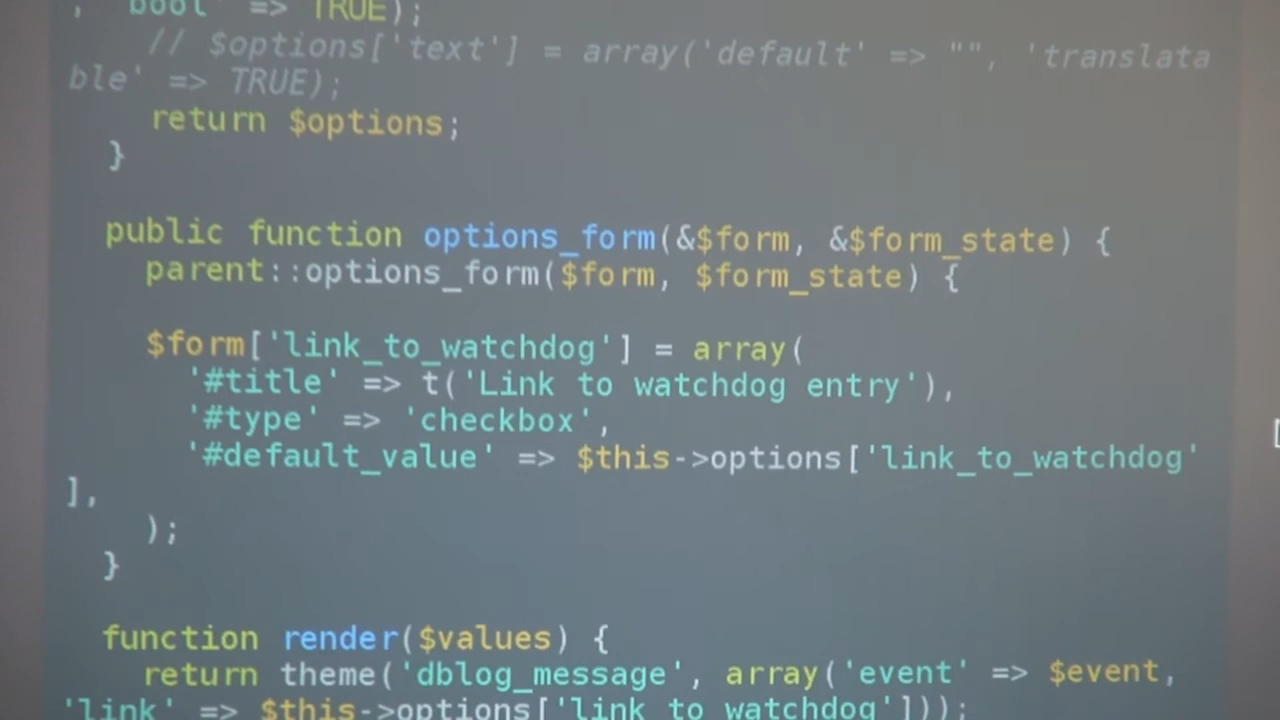 , 'bool' => TRUE);
// $options['text'] = array('default' => "", 'translata
ble' => TRUE);
return $options;
}
public function options_form(&$form, &$form_state) {
parent::options_form($form, $form_state) {
$form['link_to_watchdog'] = array(
'#title' => t('Link to watchdog entry'),
'#type' => 'checkbox',
'#default_value' => $this->options['link_to_watchdog'
],
);
}
function render($values) {
return theme('dblog_message', array('event' => $event,
'link' => $this->options['link_to_watchdog']));